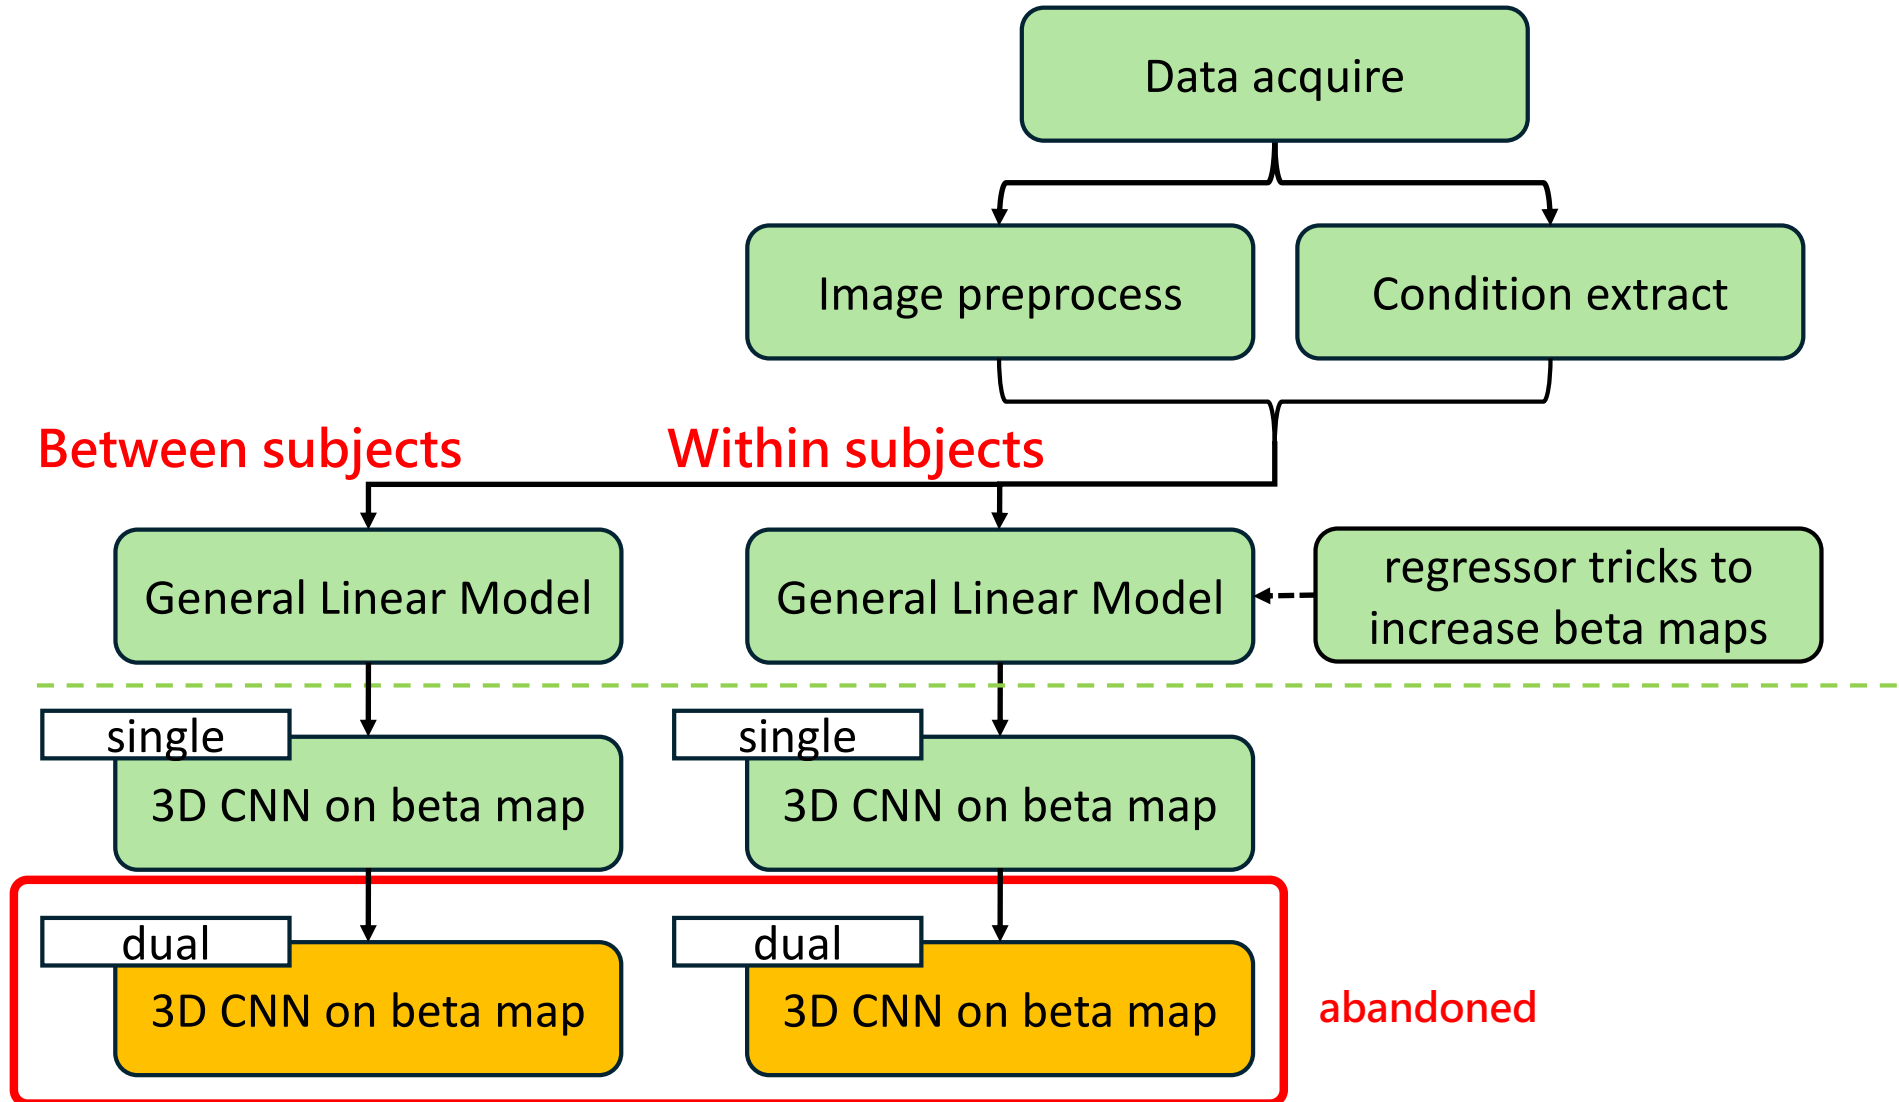 Data acquire
Image preprocess
Condition extract
Between subjects
Within subjects
General Linear Model
General Linear Model
regressor tricks to
increase beta maps
single
3D CNN on beta map
single
3D CNN on beta map
dual
3D CNN on beta map
dual
3D CNN on beta map
abandoned